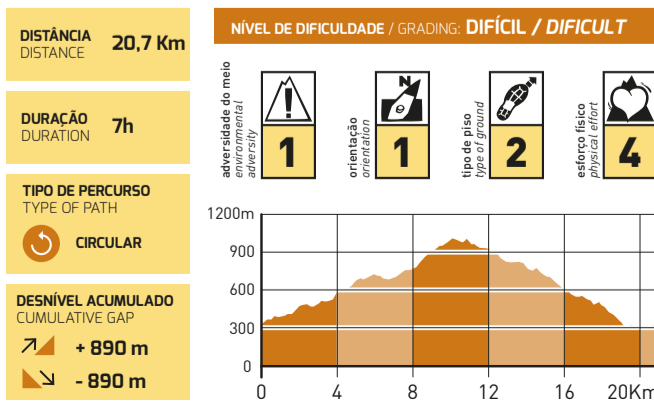 DISTÂNCIA
DISTANCE
20,7 Km
DURAÇÃO
DURATION
7h
TIPO DE PERCURSO
TYPE OF PATH
CIRCULAR
DESNÍVEL ACUMULADO
CUMULATIVE GAP
+ 890 m
- 890 m
NÍVEL DE DIFICULDADE / GRADING: DIFÍCIL / DIFICULT
adversidade do meio
environmental
adversity
1
orientação
orientation
N
1
tipo de piso
type of ground
2
esforço físico
physical effort
4
1200m
900
600
300
0
0 4 8 12 16 20Km